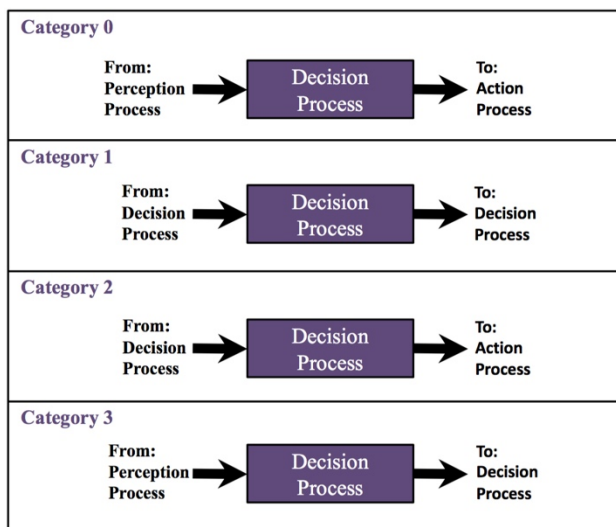 Category 0
From:
Perception
Process
Decision
Process
To:
Action
Process
Category 1
From:
Decision
Process
Decision
Process
To:
Decision
Process
Category 2
From:
Decision
Process
Decision
Process
To:
Action
Process
Category 3
From:
Perception
Process
Decision
Process
To:
Decision
Process